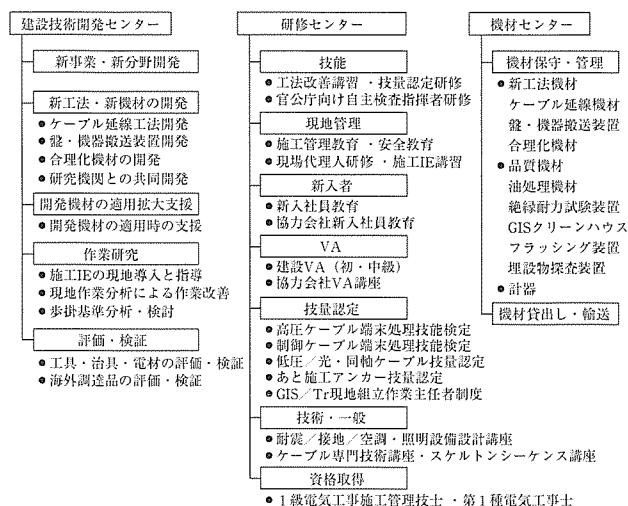 建設技術開発センター
新事業・新分野開発
新工法・新機材の開発
●ケーブル延線工法開発
●盤・機器搬送装置開発
●合理化機材の開発
●研究機関との共同開発
開発機材の適用拡大支援
●開発機材の適用時の支援
作業研究
●施工IEの現地導入と指導
●現地作業分析による作業改善
●歩掛基準分析・検討
評価・検証
●工具・治具・電材の評価・検証
●海外調達品の評価・検証
研修センター
技能
●工法改善講習 ・技量認定研修
●官公庁向け自主検査指揮者研修
現地管理
●施工管理教育 ・安全教育
●現場代理人研修 ・施工IE講習
新入者
●新入社員教育
●協力会社新入社員教育
VA
●建設VA（初・中級）
●協力会社VA講座
技量認定
●高圧ケーブル端末処理技能検定
●制御ケーブル端末処理技能検定
●低圧／光・同軸ケーブル技量認定
●あと施工アンカー技量認定
●GIS／Tr現地組立作業主任者制度
技術・一般
●耐震／接地／空調・照明設備設計講座
●ケーブル専門技術講座・スケルトンシーケンス講座
資格取得
●1級電気工事施工管理技士 ・第1種電気工事士
機材センター
機材保守・管理
●新工法機材
ケーブル延線機材
盤・機器搬送装置
合理化機材
●品質機材
油処理機材
絶縁耐力試験装置
GISクリーンハウス
フラッシング装置
埋設物探査装置
●計器
機材貸出し・輸送